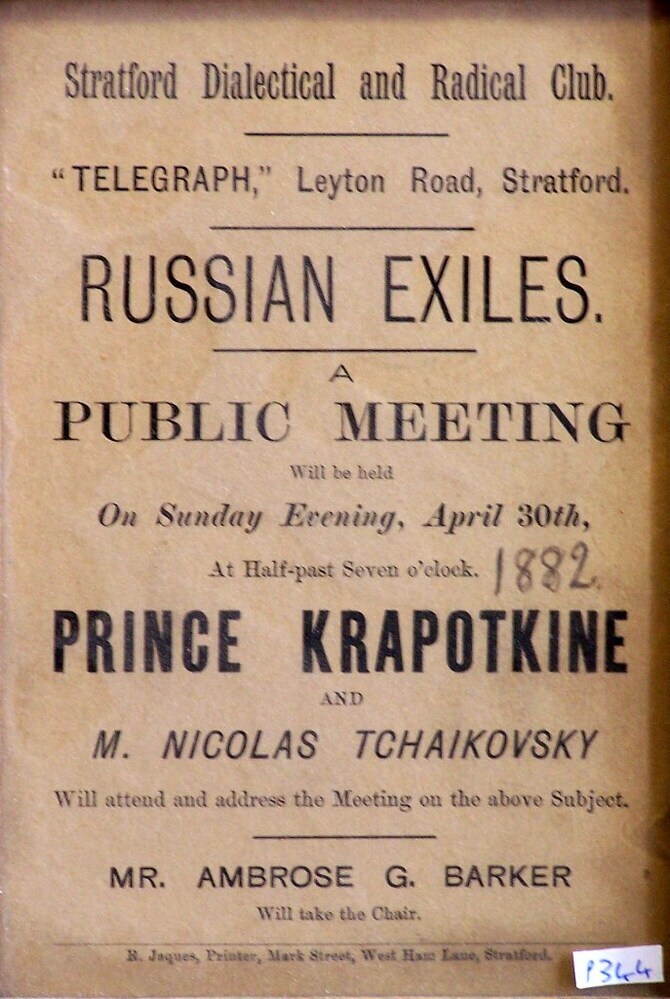 Stratford Dialectical and Radical Club.
"TELEGRAPH," Leyton Road, Stratford.
RUSSIAN EXILES.
A
PUBLIC MEETING
Will be held
On Sunday Evening, April 30th,
At Half-past Seven o'clock. 1882.
PRINCE KRAPOTKINE
AND
M. NICOLAS TCHAIKOVSKY
Will attend and address the Meeting on the above Subject.
MR. AMBROSE G. BARKER
Will take the Chair.
R. Jaques, Printer, Mark Street, West Ham Lane, Stratford.
P344